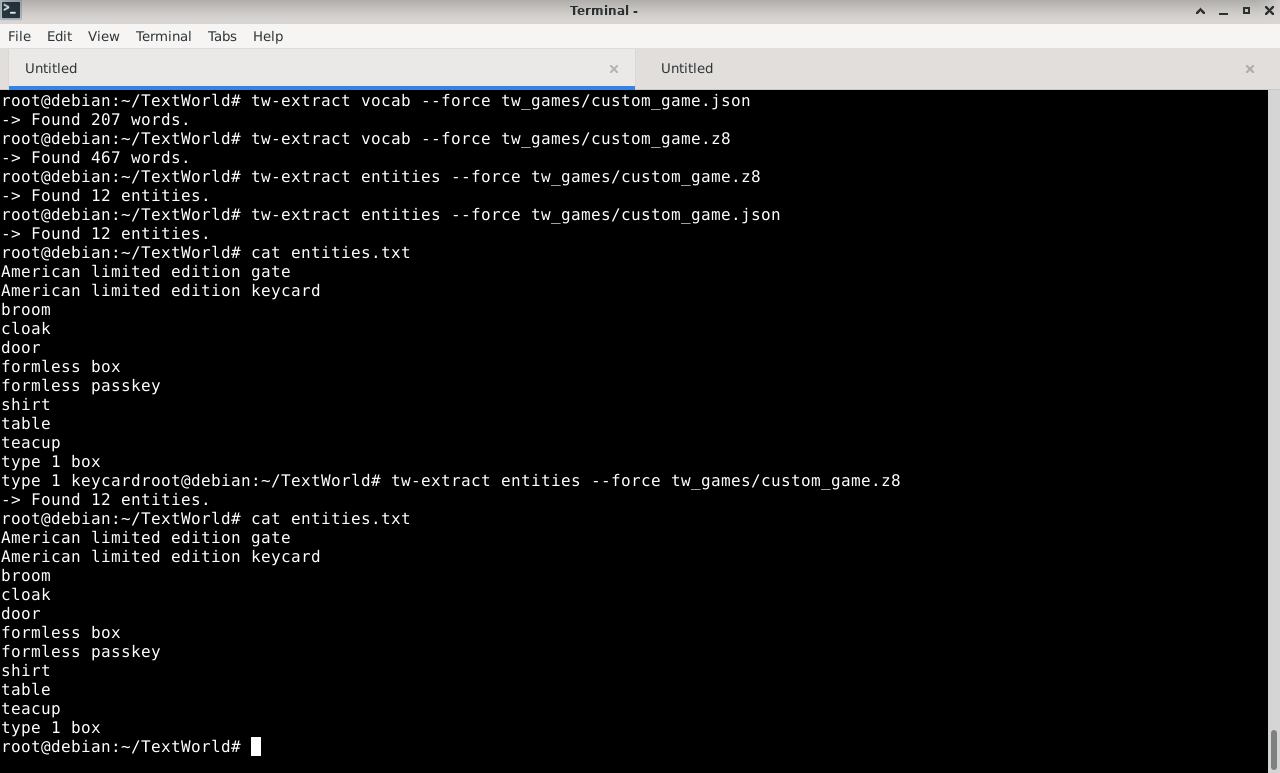 Terminal -
File Edit View Terminal Tabs Help
Untitled Untitled
root@debian:~/TextWorld# tw-extract vocab --force tw_games/custom_game.json
-> Found 207 words.
root@debian:~/TextWorld# tw-extract vocab --force tw_games/custom_game.z8
-> Found 467 words.
root@debian:~/TextWorld# tw-extract entities --force tw_games/custom_game.z8
-> Found 12 entities.
root@debian:~/TextWorld# tw-extract entities --force tw_games/custom_game.json
-> Found 12 entities.
root@debian:~/TextWorld# cat entities.txt
American limited edition gate
American limited edition keycard
broom
cloak
door
formless box
formless passkey
shirt
table
teacup
type 1 box
type 1 keycardroot@debian:~/TextWorld# tw-extract entities --force tw_games/custom_game.z8
-> Found 12 entities.
root@debian:~/TextWorld# cat entities.txt
American limited edition gate
American limited edition keycard
broom
cloak
door
formless box
formless passkey
shirt
table
teacup
type 1 box
root@debian:~/TextWorld#